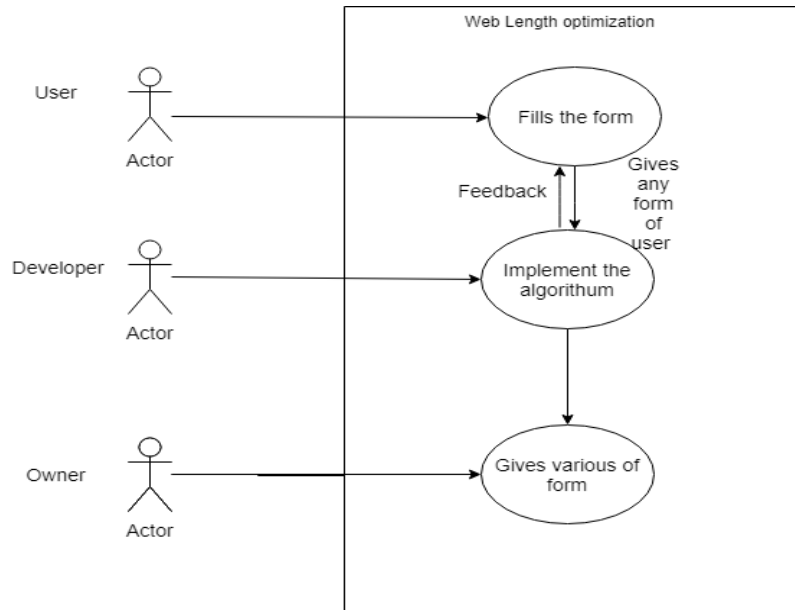 Web Length optimization
User
Actor
Fills the form
Feedback
Gives
any
form
of
user
Developer
Actor
Implement the
algorithum
Owner
Actor
Gives various of
form